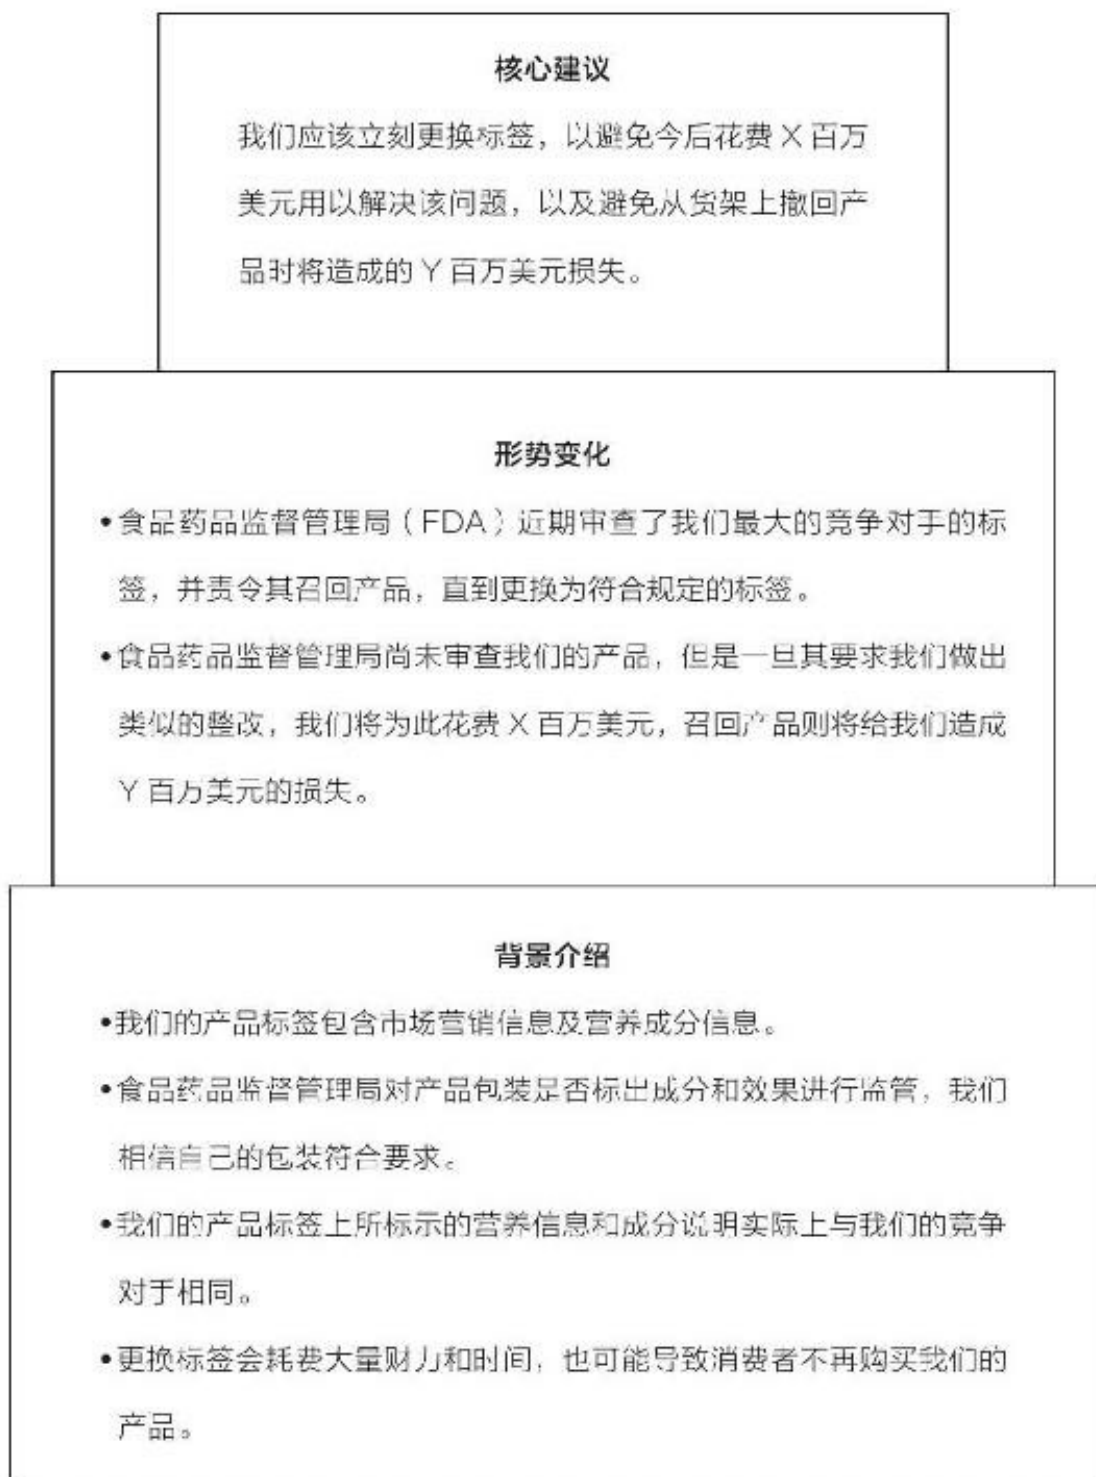 核心建议
我们应该立刻更换标签，以避免今后花费 X 百万
美元用以解决该问题，以及避免从货架上撤回产
品时将造成的 Y 百万美元损失。
形势变化
•食品药品监督管理局（FDA）近期审查了我们最大的竞争对手的标
签，并责令其召回产品，直到更换为符合规定的标签。
•食品药品监督管理局尚未审查我们的产品，但是一旦其要求我们做出
类似的整改，我们将为此花费 X 百万美元，召回产品则将给我们造成
Y 百万美元的损失。
背景介绍
•我们的产品标签包含市场营销信息及营养成分信息。
•食品药品监督管理局对产品包装是否标出成分和效果进行监管，我们
相信自己的包装符合要求。
•我们的产品标签上所标示的营养信息和成分说明实际上与我们的竞争
对手相同。
•更换标签会耗费大量财力和时间，也可能导致消费者不再购买我们的
产品。